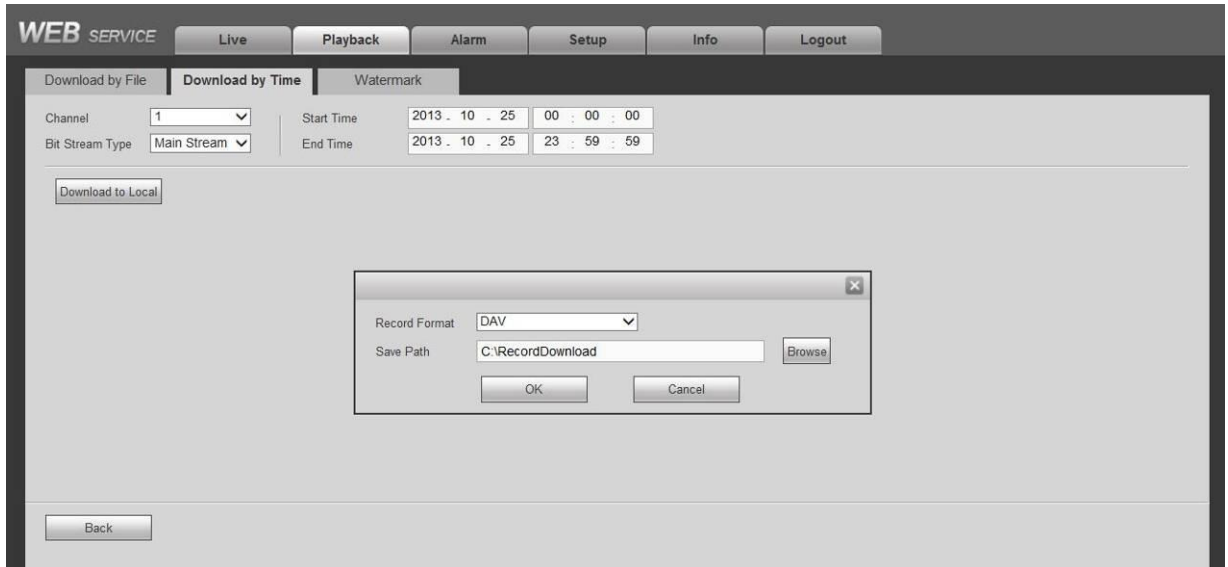 WEB SERVICE Live Playback Alarm Setup Info Logout
Download by File Download by Time Watermark
Channel 1 Start Time 2013 . 10 . 25 00 : 00 : 00
Bit Stream Type Main Stream End Time 2013 . 10 . 25 23 : 59 : 59
Download to Local
Record Format DAV
Save Path C:\RecordDownload Browse
OK Cancel
Back